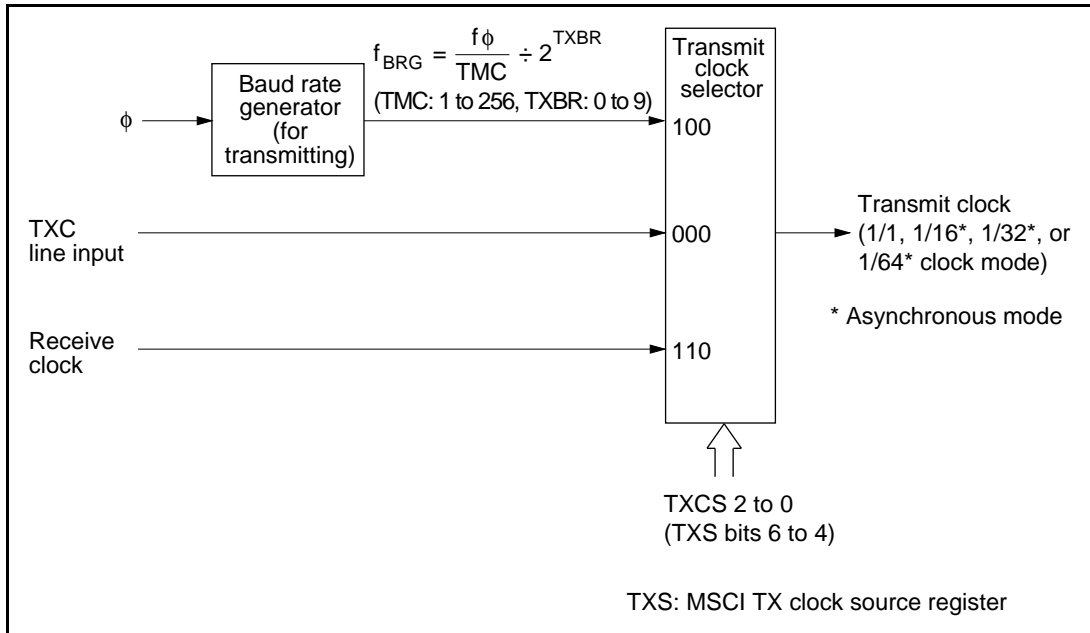 f BRG = fφ / TMC ÷ 2^TXBR
(TMC: 1 to 256, TXBR: 0 to 9)
Baud rate
generator
(for
transmitting)
φ
Transmit
clock
selector
100
TXC
line input
000
Transmit clock
(1/1, 1/16*, 1/32*, or
1/64* clock mode)
* Asynchronous mode
Receive
clock
110
TXCS 2 to 0
(TXS bits 6 to 4)
TXS: MSCI TX clock source register